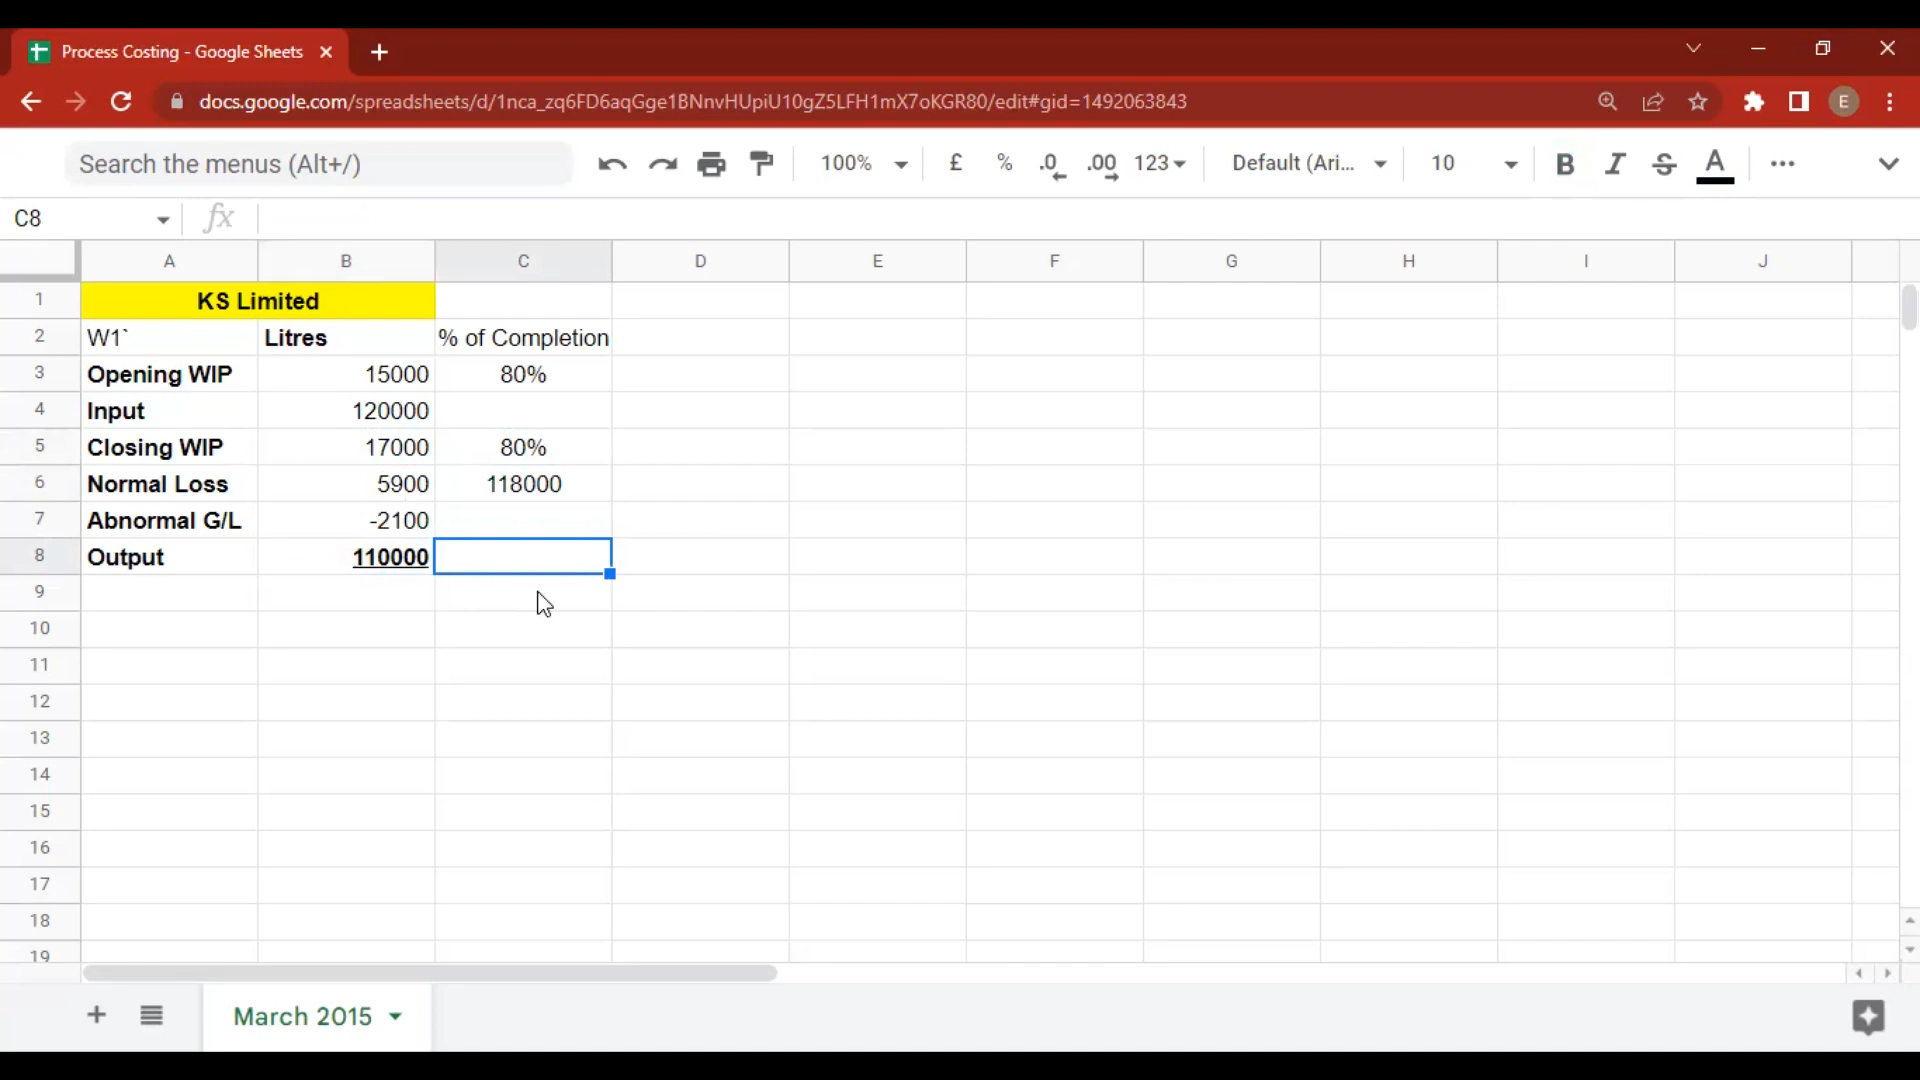 Process Costing - Google Sheets
docs.google.com/spreadsheets/d/1nca_zq6FD6aqGge1BNnvHUpiU10gZ5LFH1mX7oKGR80/edit#gid=1492063843
E
Search the menus (Alt+/) 100% £ % .0 .00 123 Default (Ari... 10 B I S A
C8 fx
A B C D E F G H I J
1 KS Limited
2 W1` Litres % of Completion
3 Opening WIP 15000 80%
4 Input 120000
5 Closing WIP 17000 80%
6 Normal Loss 5900 118000
7 Abnormal G/L -2100
8 Output 110000
9
10
11
12
13
14
15
16
17
18
19
March 2015